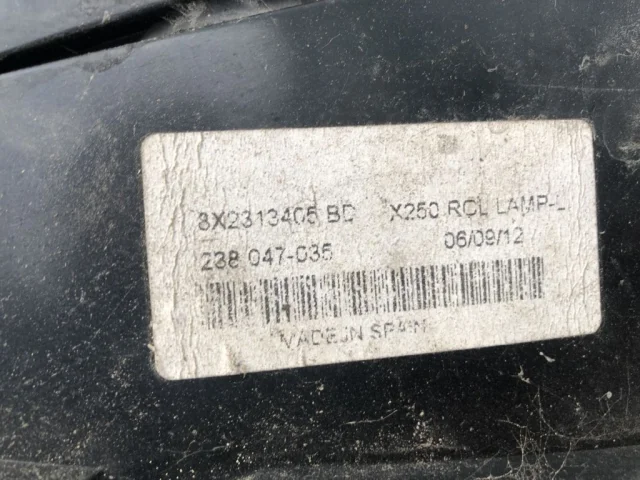 8X2313405 BD X250 RCL LAMP-L
238 047-035 06/09/12
MADE IN SPAIN